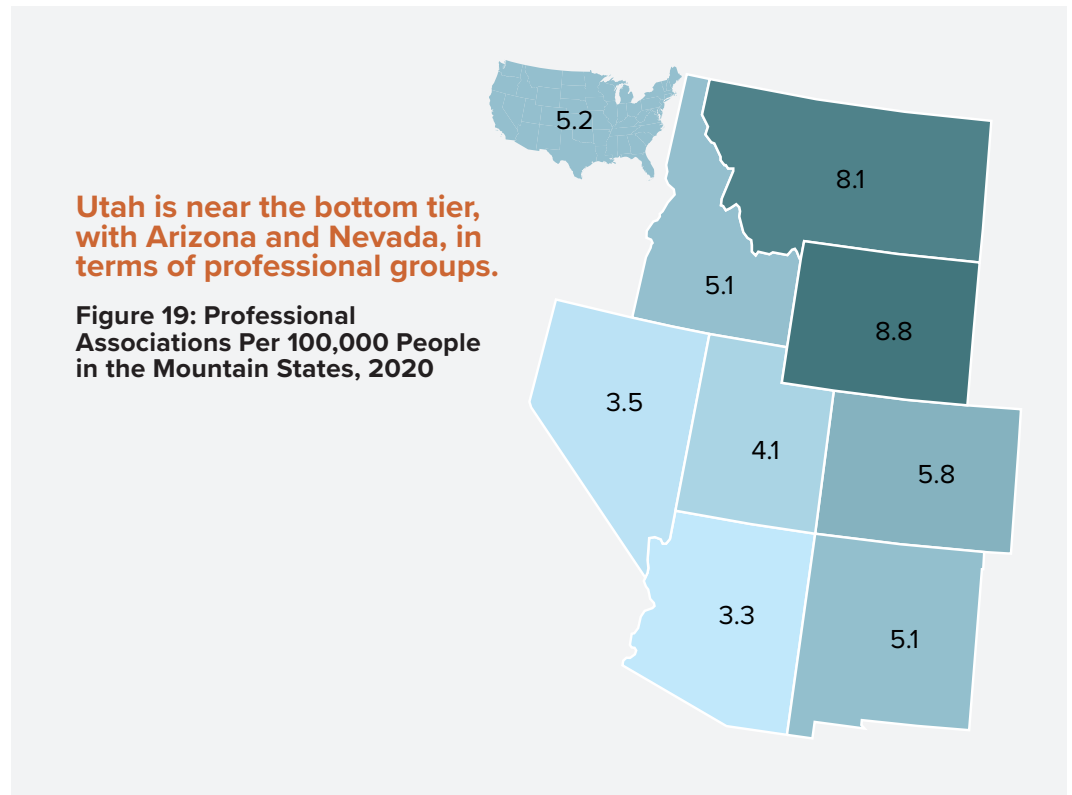 Utah is near the bottom tier,
with Arizona and Nevada, in
terms of professional groups.
Figure 19: Professional
Associations Per 100,000 People
in the Mountain States, 2020
5.2
8.1
5.1
8.8
3.5
4.1
5.8
3.3
5.1